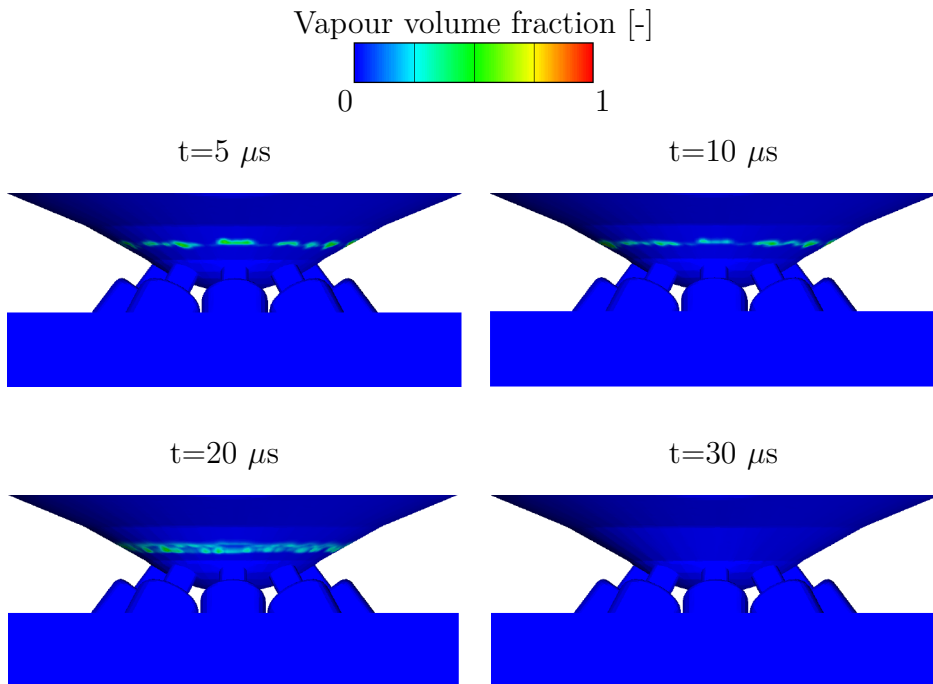 Vapour volume fraction [-]
0 1
t=5 μs
t=10 μs
t=20 μs
t=30 μs